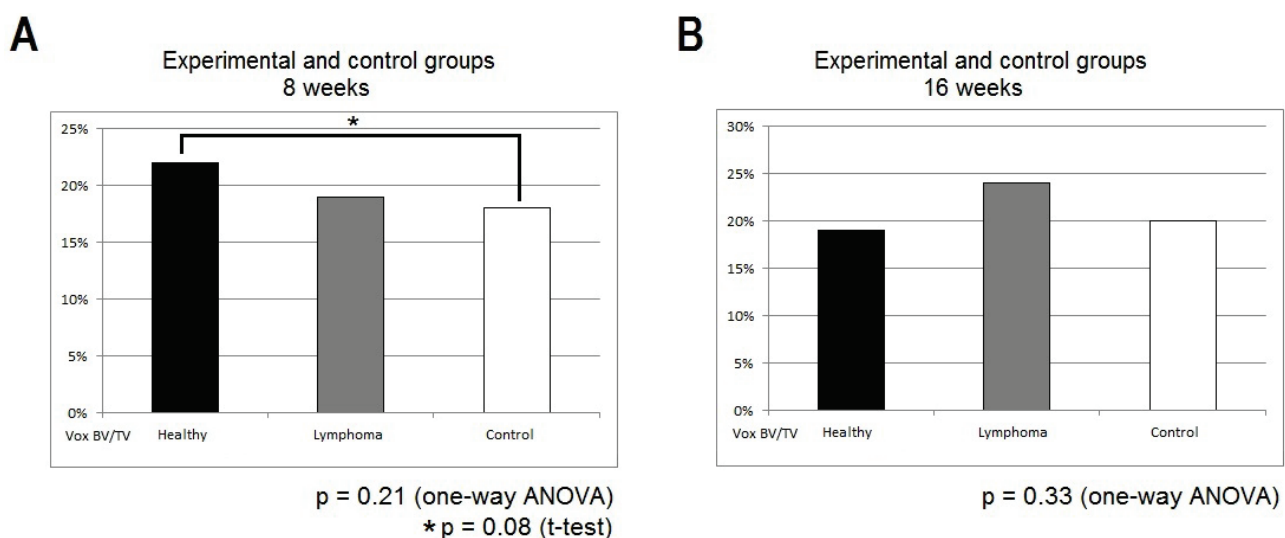 A
Experimental and control groups
8 weeks
25%
20%
15%
10%
5%
0%
*
Vox BV/TV Healthy Lymphoma Control
p = 0.21 (one-way ANOVA)
* p = 0.08 (t-test)
B
Experimental and control groups
16 weeks
30%
25%
20%
15%
10%
5%
0%
Vox BV/TV Healthy Lymphoma Control
p = 0.33 (one-way ANOVA)